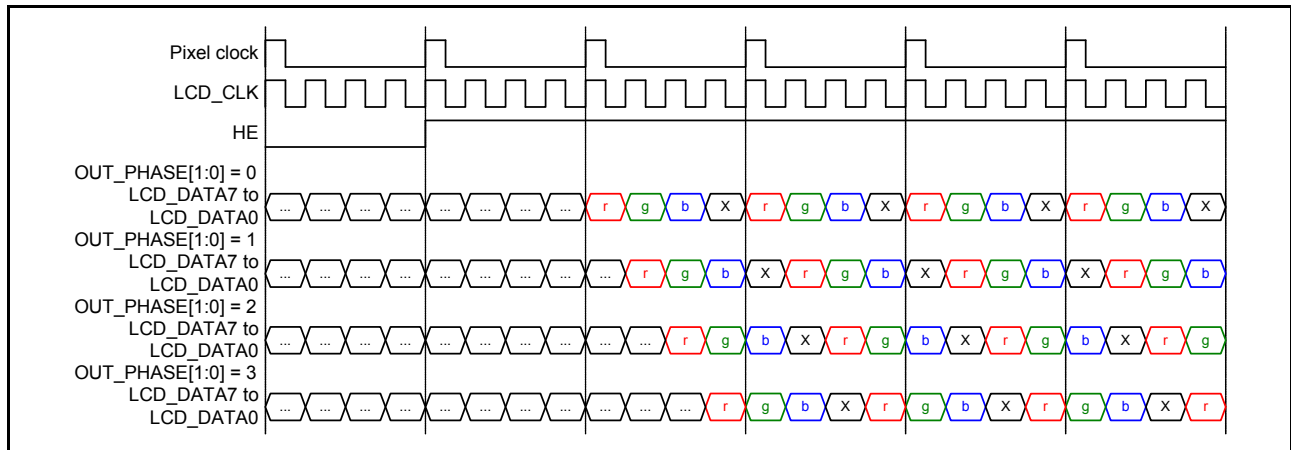 Pixel clock
LCD_CLK
HE
OUT_PHASE[1:0] = 0
LCD_DATA7 to
LCD_DATA0
... ... ... ... ... ... ... ... r g b X r g b X r g b X r g b X
OUT_PHASE[1:0] = 1
LCD_DATA7 to
LCD_DATA0
... ... ... ... ... ... ... ... ... r g b X r g b X r g b X r g b
OUT_PHASE[1:0] = 2
LCD_DATA7 to
LCD_DATA0
... ... ... ... ... ... ... ... ... ... r g b X r g b X r g b X r g
OUT_PHASE[1:0] = 3
LCD_DATA7 to
LCD_DATA0
... ... ... ... ... ... ... ... ... ... ... r g b X r g b X r g b X r